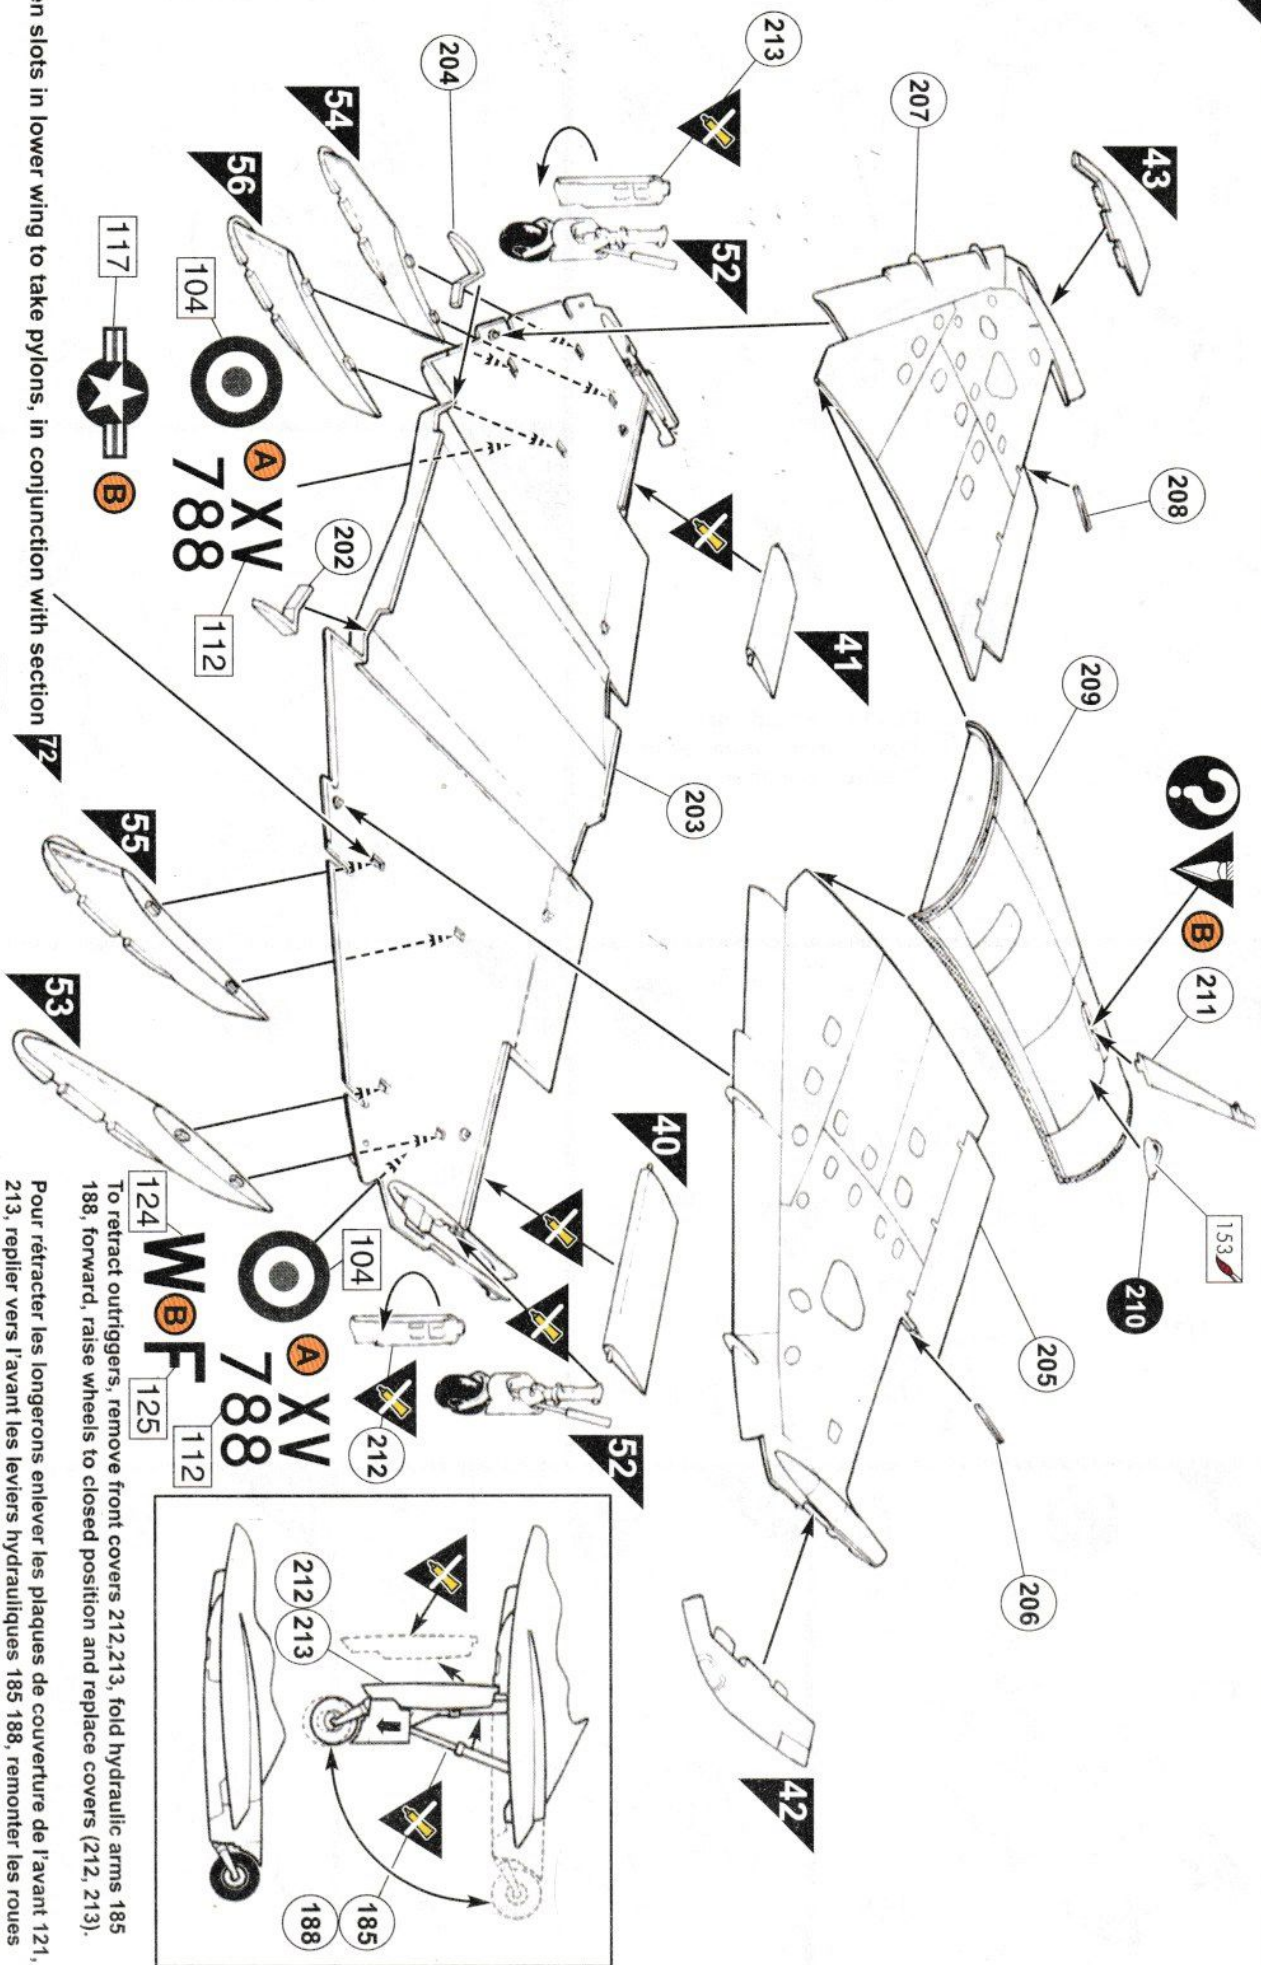 43
213
204
207
54
56
52
208
117
104
A
B
XV
788
112
202
41
209
203
B
211
153
210
en slots in lower wing to take pylons, in conjunction with section 72
55
53
40
205
206
104
124
W
B
F
125
A
XV
788
112
212
52
42
212 213
185
188
To retract outriggers, remove front covers 212,213, fold hydraulic arms 185
188, forward, raise wheels to closed position and replace covers (212, 213).
Pour rétracter les longerons enlever les plaques de couverture de l'avant 121,
213, replier vers l'avant les leviers hydrauliques 185 188, remonter les roues